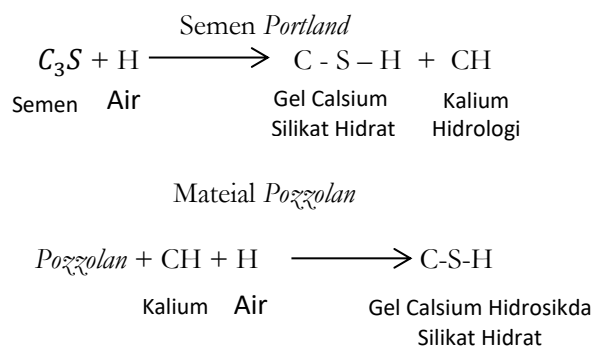 Semen Portland
C₃S + H ⟶ C - S – H + CH
Semen Air Gel Calsium Kalium
Silikat Hidrat Hidrologi
Mateial Pozzolan
Pozzolan + CH + H ⟶ C-S-H
Kalium Air Gel Calsium Hidrosikda
Silikat Hidrat